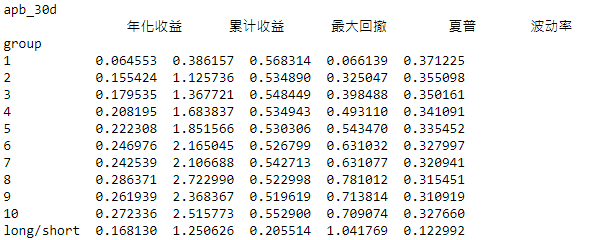 apb_30d
年化收益 累计收益 最大回撤 夏普 波动率
group
1 0.064553 0.386157 0.568314 0.066139 0.371225
2 0.155424 1.125736 0.534890 0.325047 0.355098
3 0.179535 1.367721 0.548449 0.398488 0.350161
4 0.208195 1.683837 0.534943 0.493110 0.341091
5 0.222308 1.851566 0.530306 0.543470 0.335452
6 0.246976 2.165045 0.526799 0.631032 0.327997
7 0.242539 2.106688 0.542713 0.631077 0.320941
8 0.286371 2.722990 0.522998 0.781012 0.315451
9 0.261939 2.368367 0.519619 0.713814 0.310919
10 0.272336 2.515773 0.552900 0.709074 0.327660
long/short 0.168130 1.250626 0.205514 1.041769 0.122992